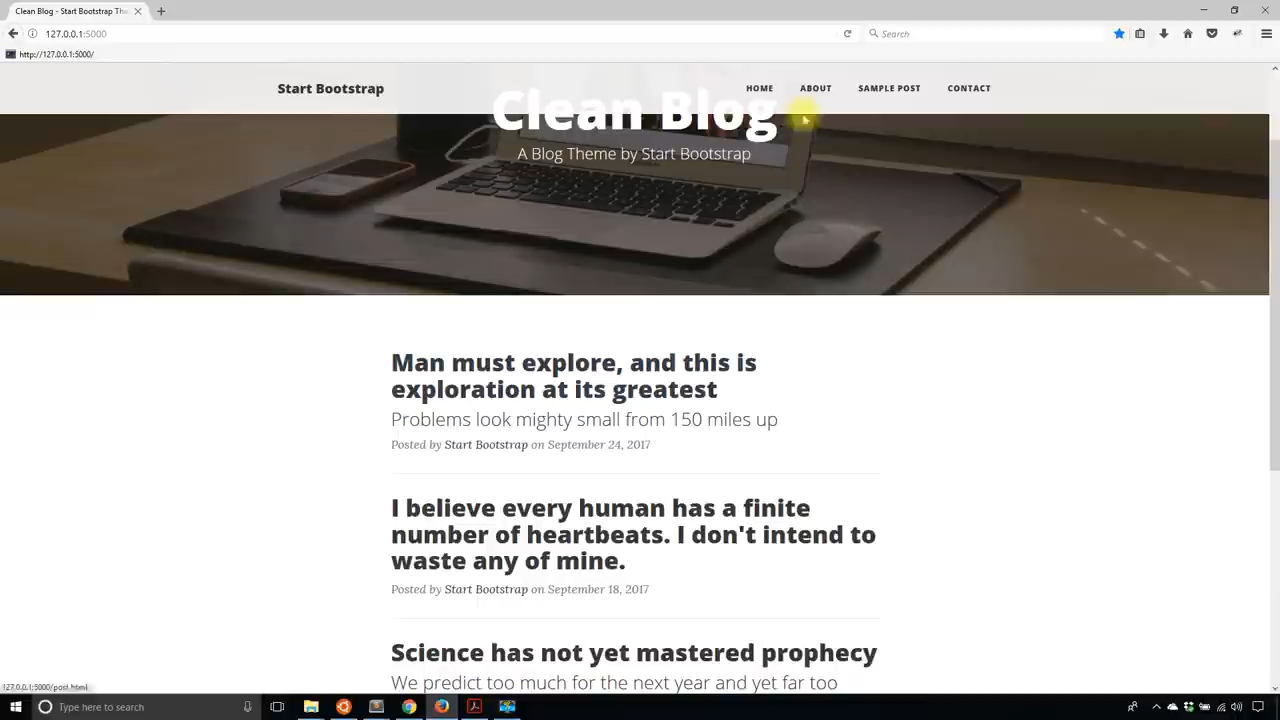 Clean Blog - Start Bootstrap The
127.0.0.1:5000
Search
http://127.0.0.1:5000/
Start Bootstrap
HOME ABOUT SAMPLE POST CONTACT
Clean Blog
A Blog Theme by Start Bootstrap
Man must explore, and this is
exploration at its greatest
Problems look mighty small from 150 miles up
Posted by Start Bootstrap on September 24, 2017
I believe every human has a finite
number of heartbeats. I don't intend to
waste any of mine.
Posted by Start Bootstrap on September 18, 2017
Science has not yet mastered prophecy
We predict too much for the next year and yet far too
127.0.0.1:5000/post.html
Type here to search